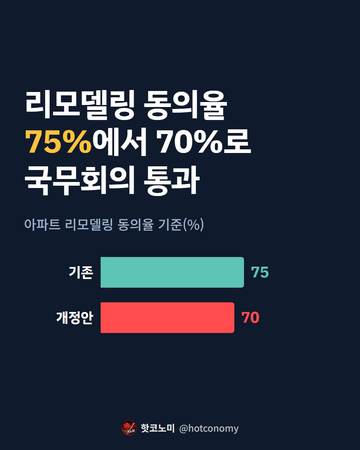 리모델링 동의율
75%에서 70%로
국무회의 통과
아파트 리모델링 동의율 기준(%)
기존 75
개정안 70
핫코노미 @hotconomy